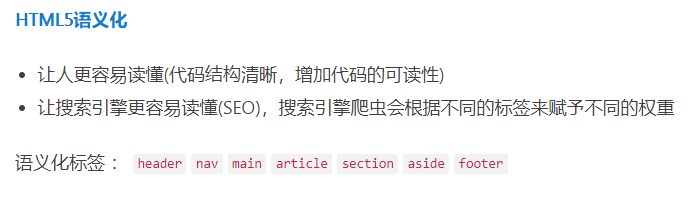 HTML5语义化
让人更容易读懂(代码结构清晰，增加代码的可读性)
让搜索引擎更容易读懂(SEO)，搜索引擎爬虫会根据不同的标签来赋予不同的权重
语义化标签： header nav main article section aside footer